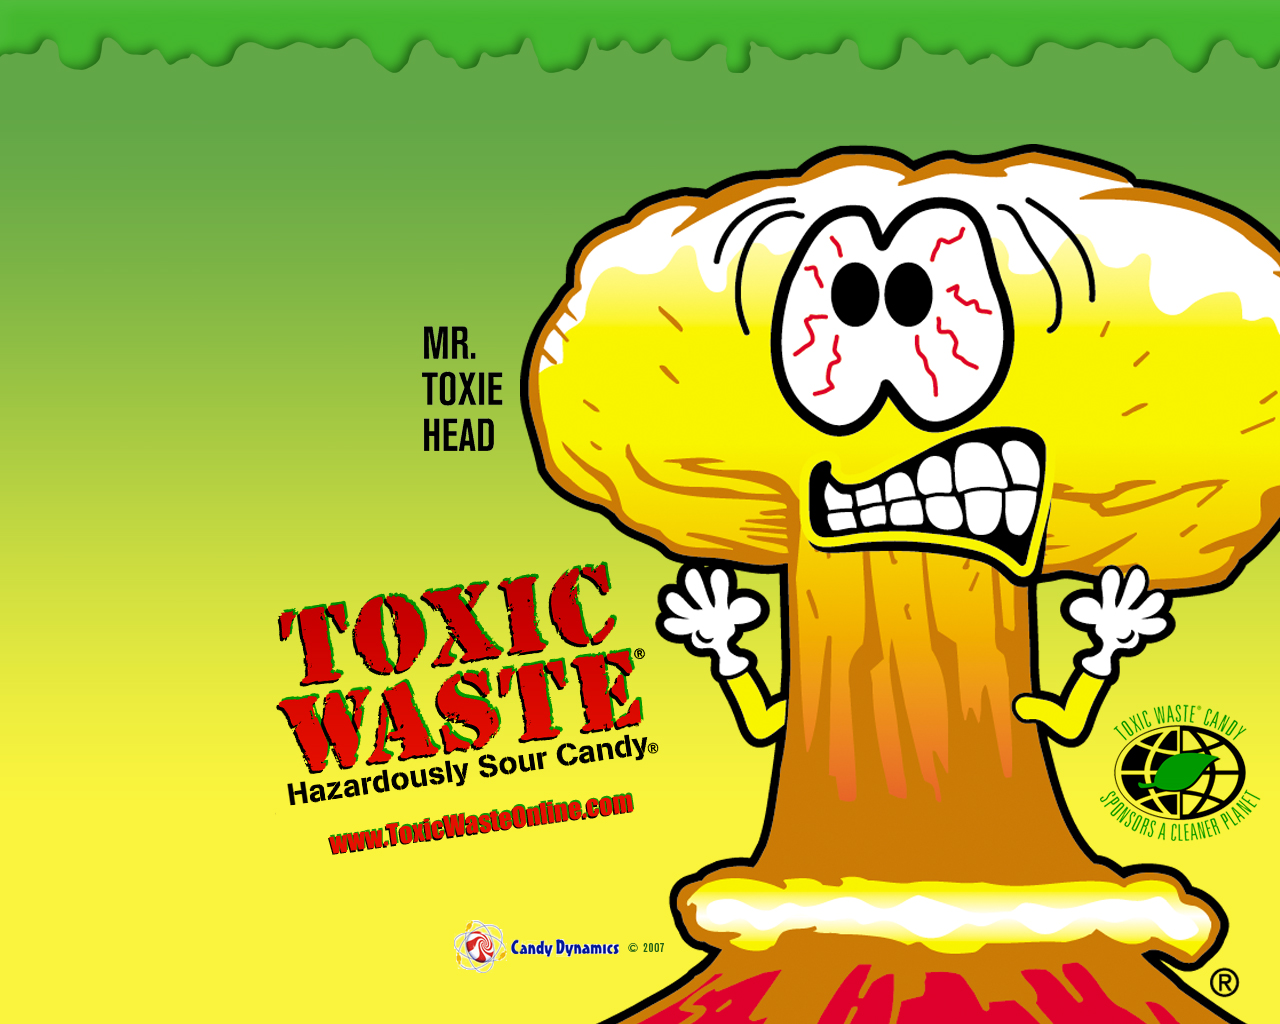 MR.
TOXIE
HEAD
TOXIC
WASTE®
Hazardously Sour Candy®
www.ToxicWasteOnline.com
TOXIC WASTE® CANDY
SPONSORS A CLEANER PLANET
Candy Dynamics © 2007
®